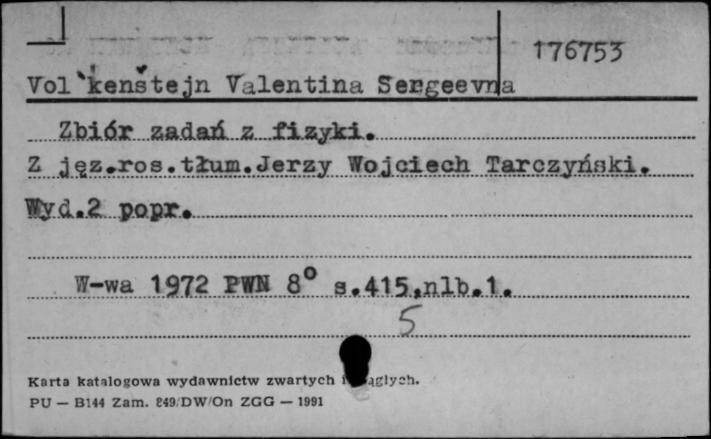 176753
Vol'kenštejn Valentina Sergeevna
Zbiór zadań z fizyki.
Z jęz.ros.tłum.Jerzy Wojciech Tarczyński.
Wyd.2 popr.
W-wa 1972 PWN 8° s.415,nlb.1.
5
Karta katalogowa wydawnictw zwartych i ciągłych.
PU — B144 Zam. 849/DW/On ZGG — 1991